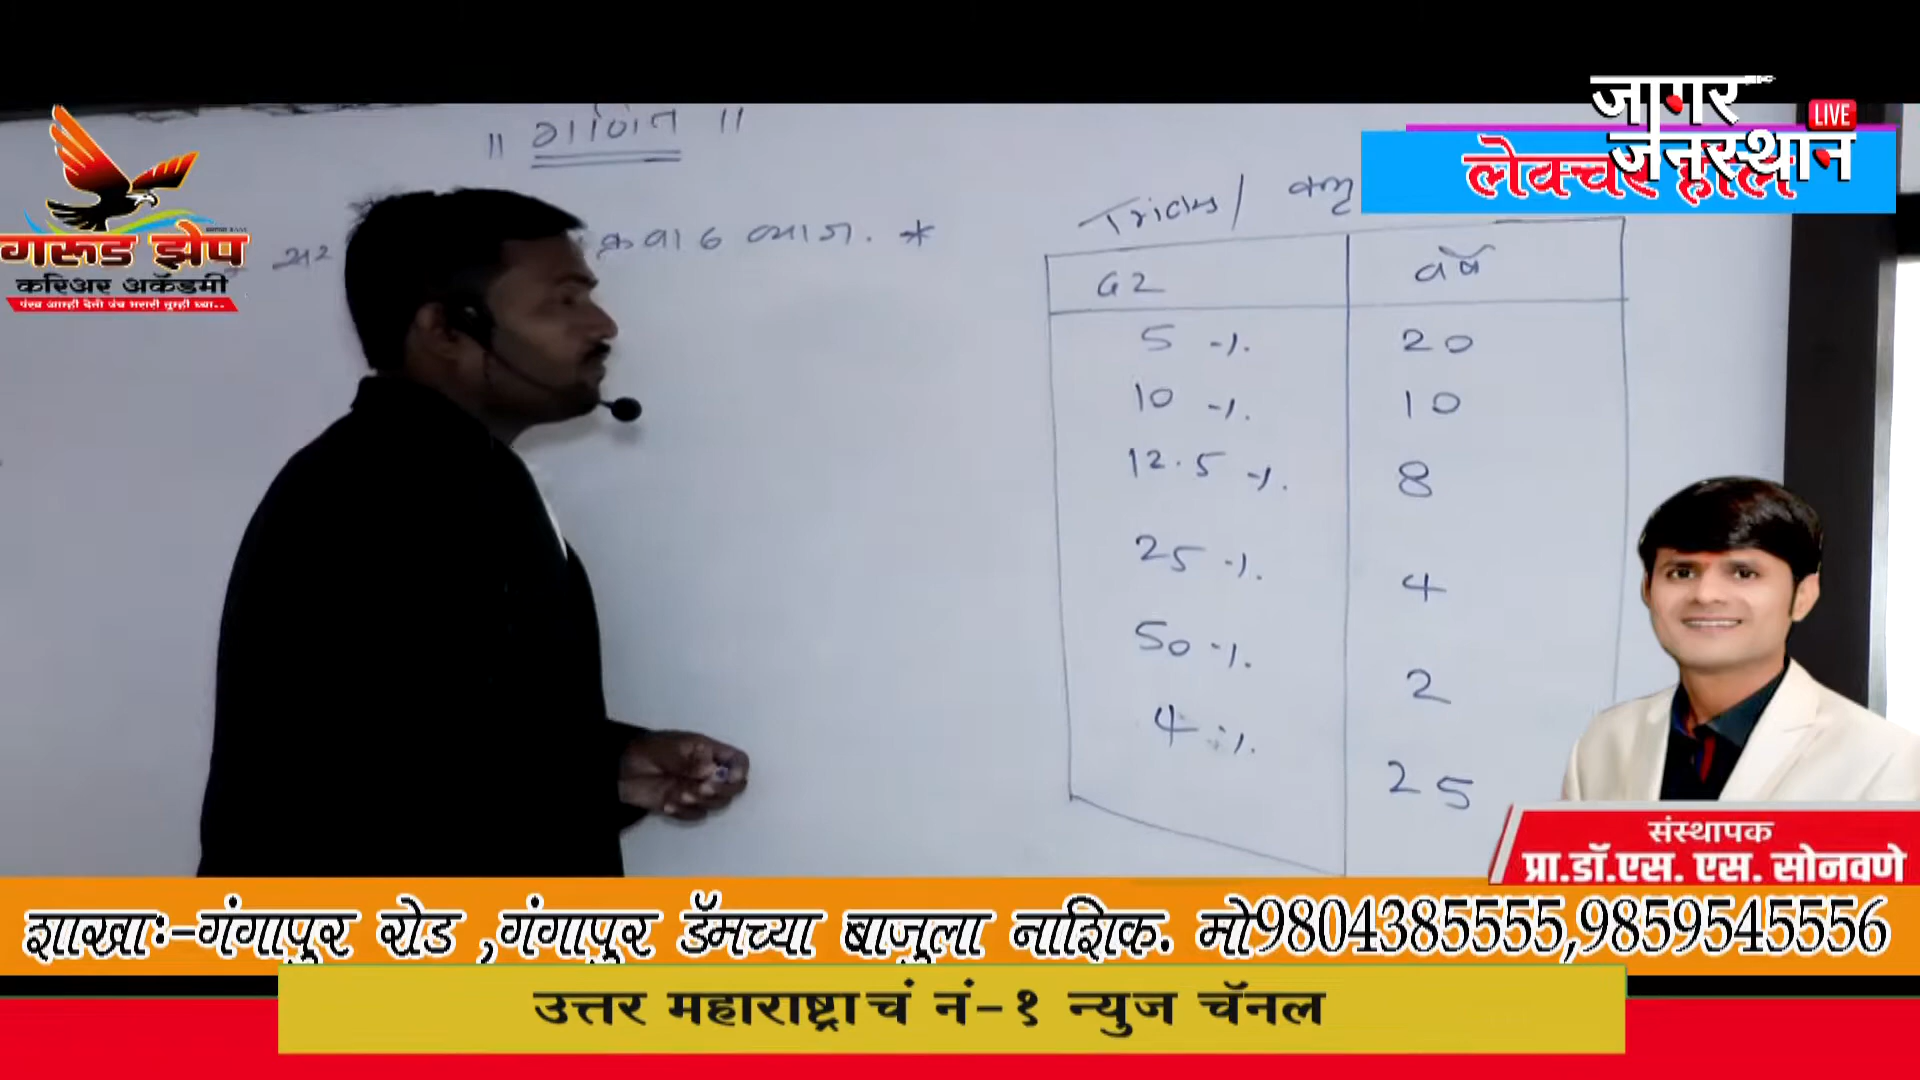 जागर
जनस्थान
LIVE
लेक्चर हॉल
गरूड झेप
करिअर अकॅडमी
पंख आम्ही देतो पंच भरारी तुम्ही घ्या..
॥ गणित ॥
व्याज. *
Tricks /
दर वर्ष
5 % 20
10 % 10
12.5 % 8
25 % 4
50 % 2
4 % 25
संस्थापक
प्रा.डॉ.एस. एस. सोनवणे
शाखाः-गंगापुर रोड ,गंगापुर डॅमच्या बाजुला नाशिक. मो9804385555,9859545556
उत्तर महाराष्ट्राचं नं-१ न्युज चॅनल